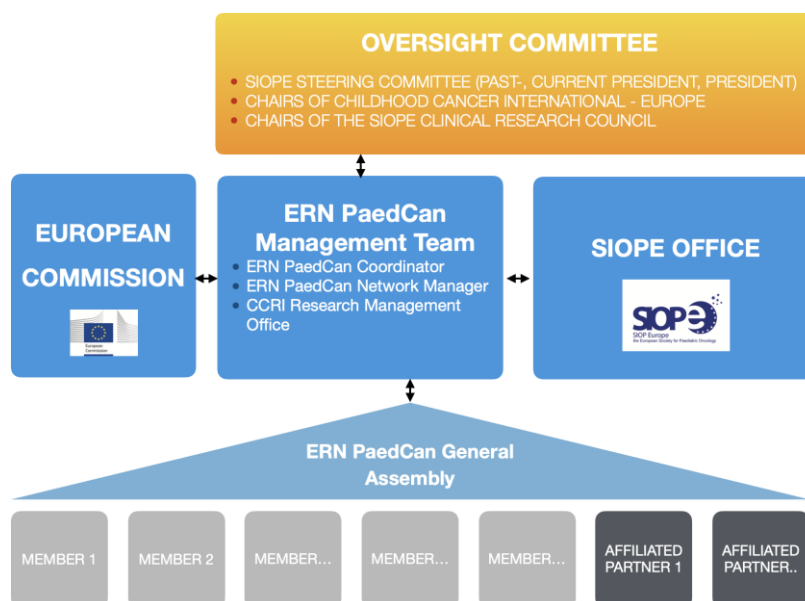 OVERSIGHT COMMITTEE
• SIOPE STEERING COMMITTEE (PAST-, CURRENT PRESIDENT, PRESIDENT)
• CHAIRS OF CHILDHOOD CANCER INTERNATIONAL - EUROPE
• CHAIRS OF THE SIOPE CLINICAL RESEARCH COUNCIL
EUROPEAN
COMMISSION
European
Commission
ERN PaedCan
Management Team
• ERN PaedCan Coordinator
• ERN PaedCan Network Manager
• CCRI Research Management
Office
SIOPE OFFICE
SIOPe
SIOP Europe
the European Society for Paediatric Oncology
ERN PaedCan General
Assembly
MEMBER 1
MEMBER 2
MEMBER...
MEMBER...
MEMBER...
AFFILIATED
PARTNER 1
AFFILIATED
PARTNER..